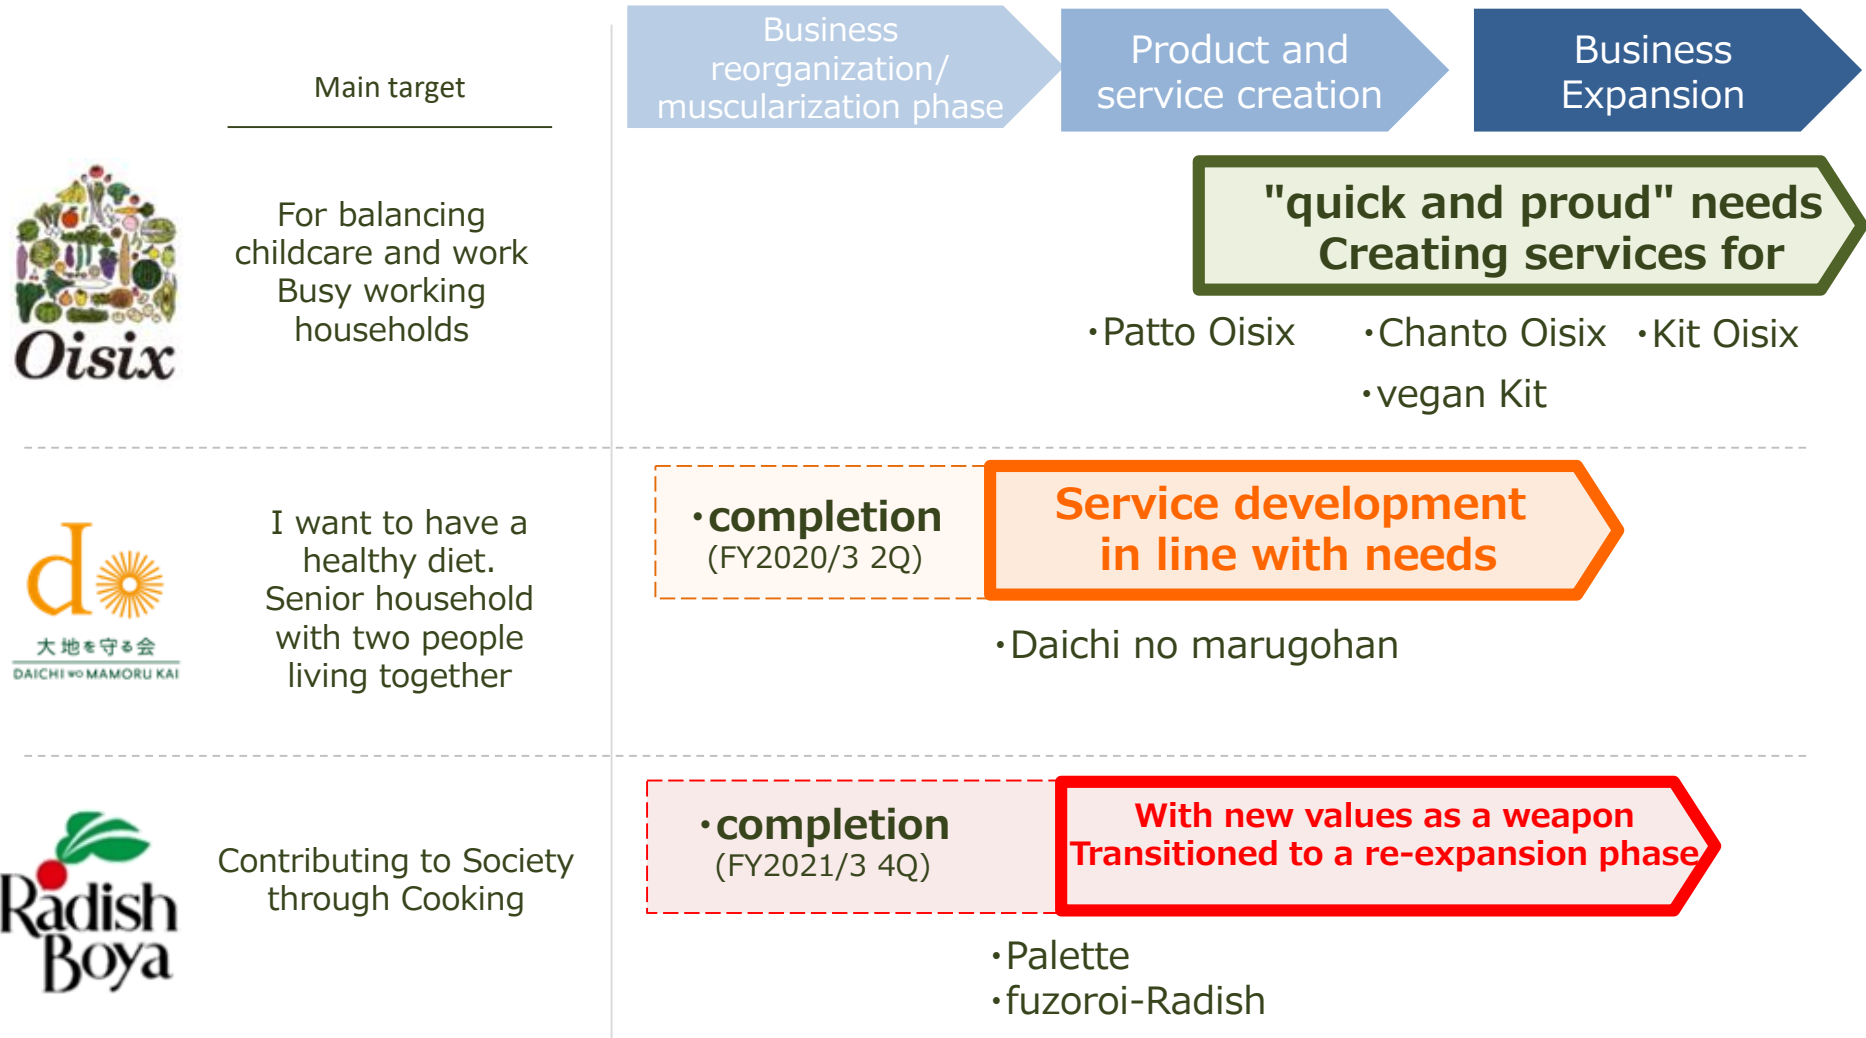 Main target
Business
reorganization/
muscularization phase
Product and
service creation
Business
Expansion
Oisix
For balancing
childcare and work
Busy working
households
"quick and proud" needs
Creating services for
・Patto Oisix
・Chanto Oisix
・Kit Oisix
・vegan Kit
do
大地を守る会
DAICHI WO MAMORU KAI
I want to have a
healthy diet.
Senior household
with two people
living together
・completion
(FY2020/3 2Q)
Service development
in line with needs
・Daichi no marugohan
Radish
Boya
Contributing to Society
through Cooking
・completion
(FY2021/3 4Q)
With new values as a weapon
Transitioned to a re-expansion phase
・Palette
・fuzoroi-Radish